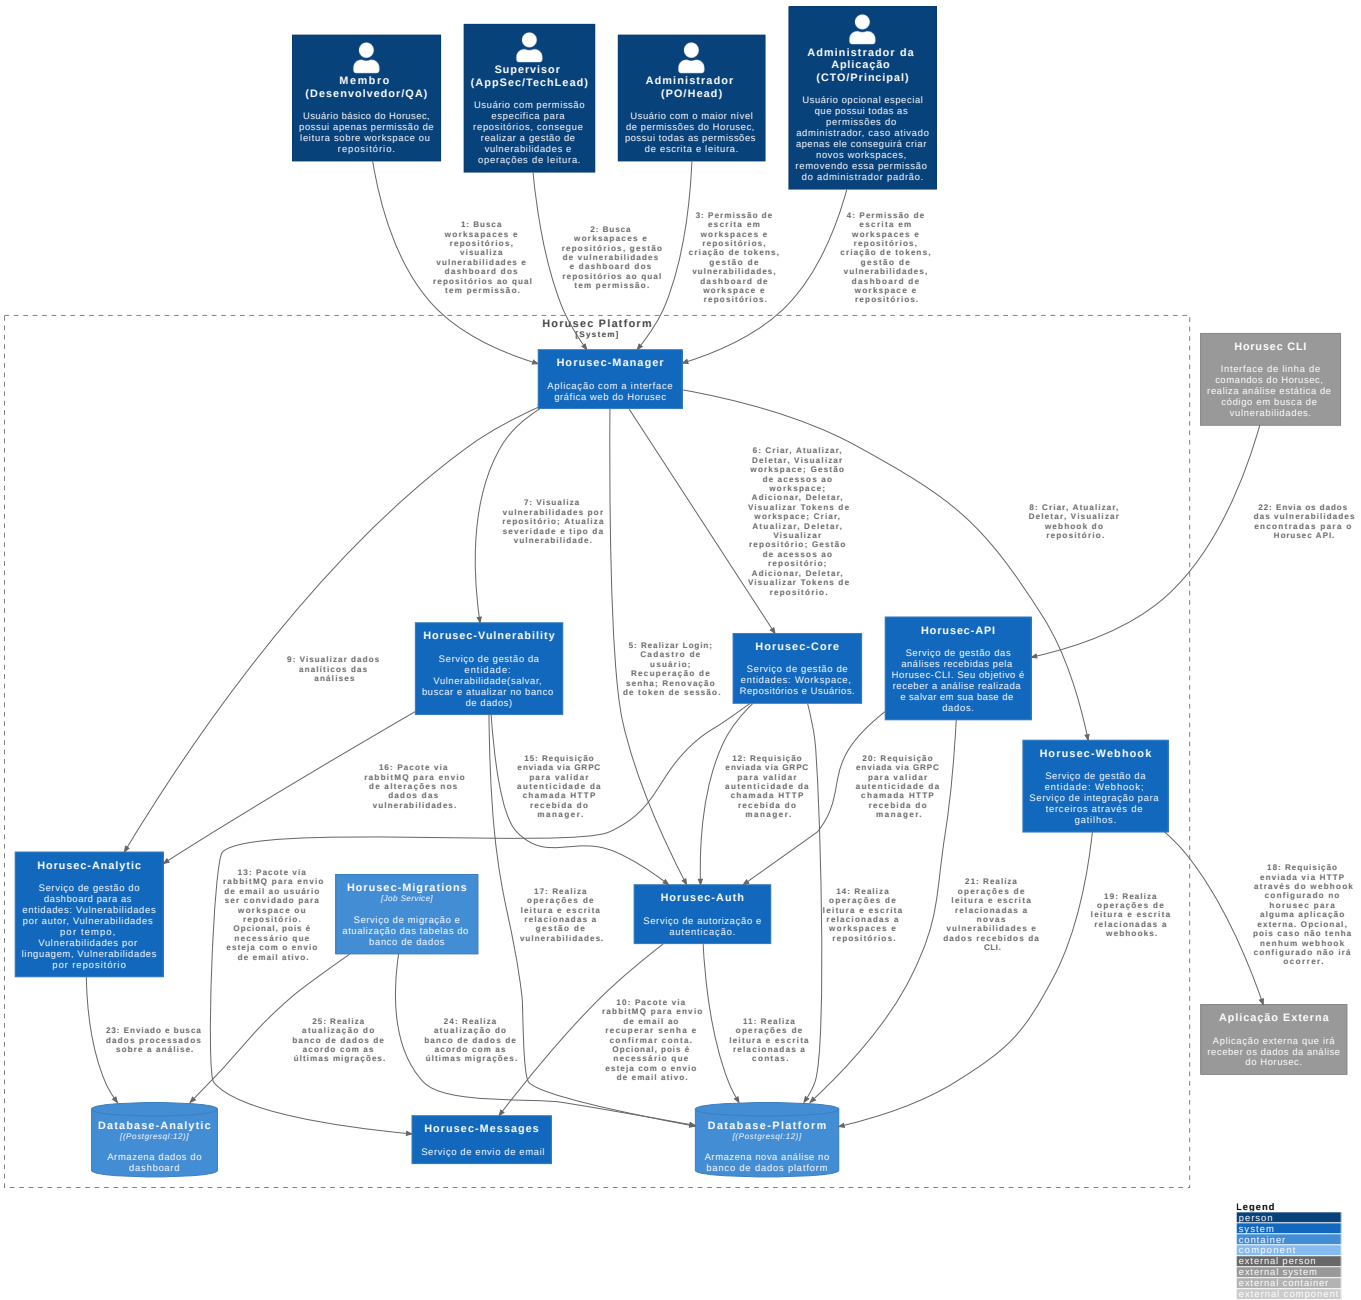 Membro
(Desenvolvedor/QA)
Usuário básico do Horusec,
possui apenas permissão de
leitura sobre workspace ou
repositório.
Supervisor
(AppSec/TechLead)
Usuário com permissão
especifica para
repositórios, consegue
realizar a gestão de
vulnerabilidades e
operações de leitura.
Administrador
(PO/Head)
Usuário com o maior nível
de permissões do Horusec,
possui todas as permissões
de escrita e leitura.
Administrador da
Aplicação
(CTO/Principal)
Usuário opcional especial
que possui todas as
permissões do
administrador, caso ativado
apenas ele conseguirá criar
novos workspaces,
removendo essa permissão
do administrador padrão.
1: Busca
worksapaces e
repositórios,
visualiza
vulnerabilidades e
dashboard dos
repositórios ao qual
tem permissão.
2: Busca
worksapaces e
repositórios, gestão
de vulnerabilidades
e dashboard dos
repositórios ao qual
tem permissão.
3: Permissão de
escrita em
workspaces e
repositórios,
criação de tokens,
gestão de
vulnerabilidades,
dashboard de
workspace e
repositórios.
4: Permissão de
escrita em
workspaces e
repositórios,
criação de tokens,
gestão de
vulnerabilidades,
dashboard de
workspace e
repositórios.
Horusec Platform
[System]
Horusec-Manager
Aplicação com a interface
gráfica web do Horusec
Horusec CLI
Interface de linha de
comandos do Horusec,
realiza análise estática de
código em busca de
vulnerabilidades.
7: Visualiza
vulnerabilidades por
repositório; Atualiza
severidade e tipo da
vulnerabilidade.
6: Criar, Atualizar,
Deletar, Visualizar
workspace; Gestão
de acessos ao
workspace;
Adicionar, Deletar,
Visualizar Tokens de
workspace; Criar,
Atualizar, Deletar,
Visualizar
repositório; Gestão
de acessos ao
repositório;
Adicionar, Deletar,
Visualizar Tokens de
repositório.
8: Criar, Atualizar,
Deletar, Visualizar
webhook do
repositório.
22: Envia os dados
das vulnerabilidades
encontradas para o
Horusec API.
9: Visualizar dados
analíticos das
análises
Horusec-Vulnerability
Serviço de gestão da
entidade:
Vulnerabilidade(salvar,
buscar e atualizar no banco
de dados)
5: Realizar Login;
Cadastro de
usuário;
Recuperação de
senha; Renovação
de token de sessão.
Horusec-Core
Serviço de gestão de
entidades: Workspace,
Repositórios e Usuários.
Horusec-API
Serviço de gestão das
análises recebidas pela
Horusec-CLI. Seu objetivo é
receber a análise realizada
e salvar em sua base de
dados.
Horusec-Webhook
Serviço de gestão da
entidade: Webhook;
Serviço de integração para
terceiros através de
gatilhos.
16: Pacote via
rabbitMQ para envio
de alterações nos
dados das
vulnerabilidades.
15: Requisição
enviada via GRPC
para validar
autenticidade da
chamada HTTP
recebida do
manager.
12: Requisição
enviada via GRPC
para validar
autenticidade da
chamada HTTP
recebida do
manager.
20: Requisição
enviada via GRPC
para validar
autenticidade da
chamada HTTP
recebida do
manager.
Horusec-Analytic
Serviço de gestão do
dashboard para as
entidades: Vulnerabilidades
por autor, Vulnerabilidades
por tempo,
Vulnerabilidades por
linguagem, Vulnerabilidades
por repositório
13: Pacote via
rabbitMQ para envio
de email ao usuário
ser convidado para
workspace ou
repositório.
Opcional, pois é
necessário que
esteja com o envio
de email ativo.
Horusec-Migrations
[Job Service]
Serviço de migração e
atualização das tabelas do
banco de dados
17: Realiza
operações de
leitura e escrita
relacionadas a
gestão de
vulnerabilidades.
Horusec-Auth
Serviço de autorização e
autenticação.
14: Realiza
operações de
leitura e escrita
relacionadas a
workspaces e
repositórios.
21: Realiza
operações de
leitura e escrita
relacionadas a
novas
vulnerabilidades e
dados recebidos da
CLI.
19: Realiza
operações de
leitura e escrita
relacionadas a
webhooks.
18: Requisição
enviada via HTTP
através do webhook
configurado no
horusec para
alguma aplicação
externa. Opcional,
pois caso não tenha
nenhum webhook
configurado não irá
ocorrer.
23: Enviado e busca
dados processados
sobre a análise.
25: Realiza
atualização do
banco de dados de
acordo com as
últimas migrações.
24: Realiza
atualização do
banco de dados de
acordo com as
últimas migrações.
10: Pacote via
rabbitMQ para envio
de email ao
recuperar senha e
confirmar conta.
Opcional, pois é
necessário que
esteja com o envio
de email ativo.
11: Realiza
operações de
leitura e escrita
relacionadas a
contas.
Aplicação Externa
Aplicação externa que irá
receber os dados da análise
do Horusec.
Database-Analytic
[(Postgresql:12)]
Armazena dados do
dashboard
Horusec-Messages
Serviço de envio de email
Database-Platform
[(Postgresql:12)]
Armazena nova análise no
banco de dados platform
Legend
person
system
container
component
external person
external system
external container
external component